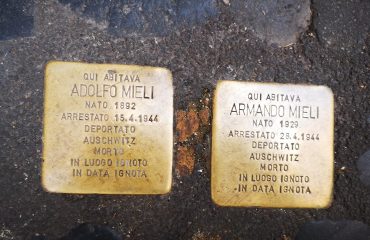 QUI ABITAVA
ADOLFO MIELI
NATO 1892
ARRESTATO 15.4.1944
DEPORTATO
AUSCHWITZ
MORTO
IN LUOGO IGNOTO
IN DATA IGNOTA
QUI ABITAVA
ARMANDO MIELI
NATO 1929
ARRESTATO 28.4.1944
DEPORTATO
AUSCHWITZ
MORTO
IN LUOGO IGNOTO
IN DATA IGNOTA